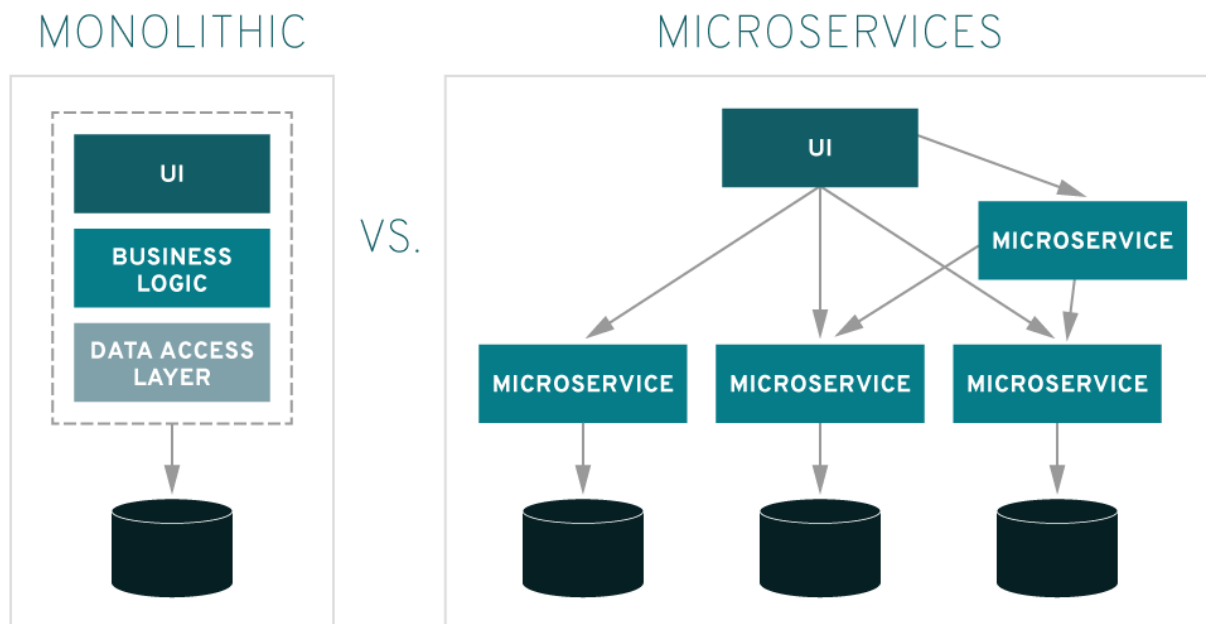 MONOLITHIC
UI
BUSINESS
LOGIC
DATA ACCESS
LAYER
VS.
MICROSERVICES
UI
MICROSERVICE
MICROSERVICE
MICROSERVICE
MICROSERVICE